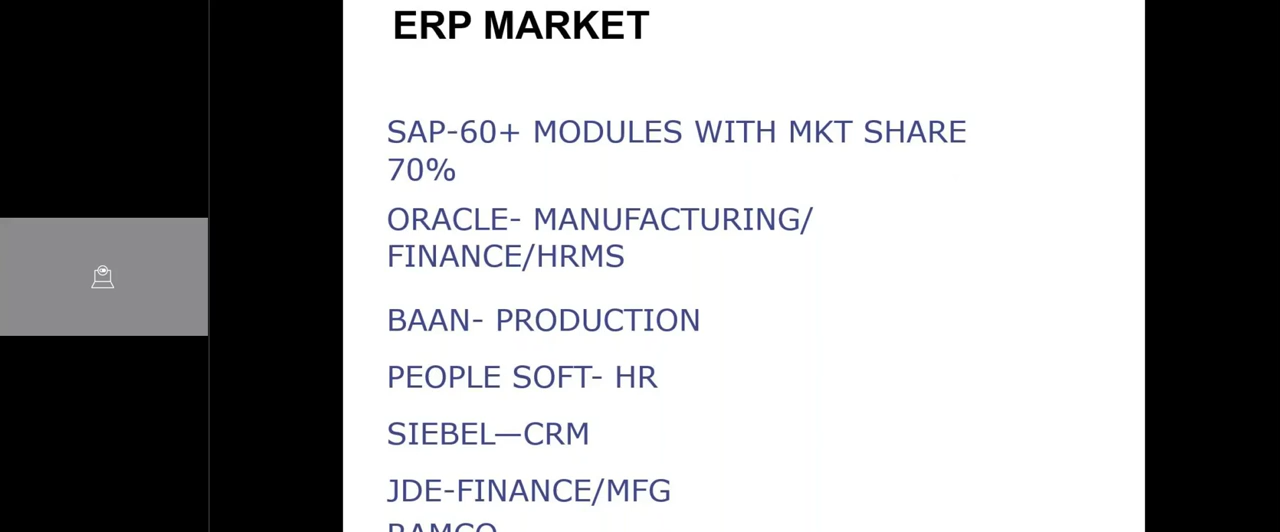 ERP MARKET
SAP-60+ MODULES WITH MKT SHARE
70%
ORACLE- MANUFACTURING/
FINANCE/HRMS
BAAN- PRODUCTION
PEOPLE SOFT- HR
SIEBEL—CRM
JDE-FINANCE/MFG
RAMCO